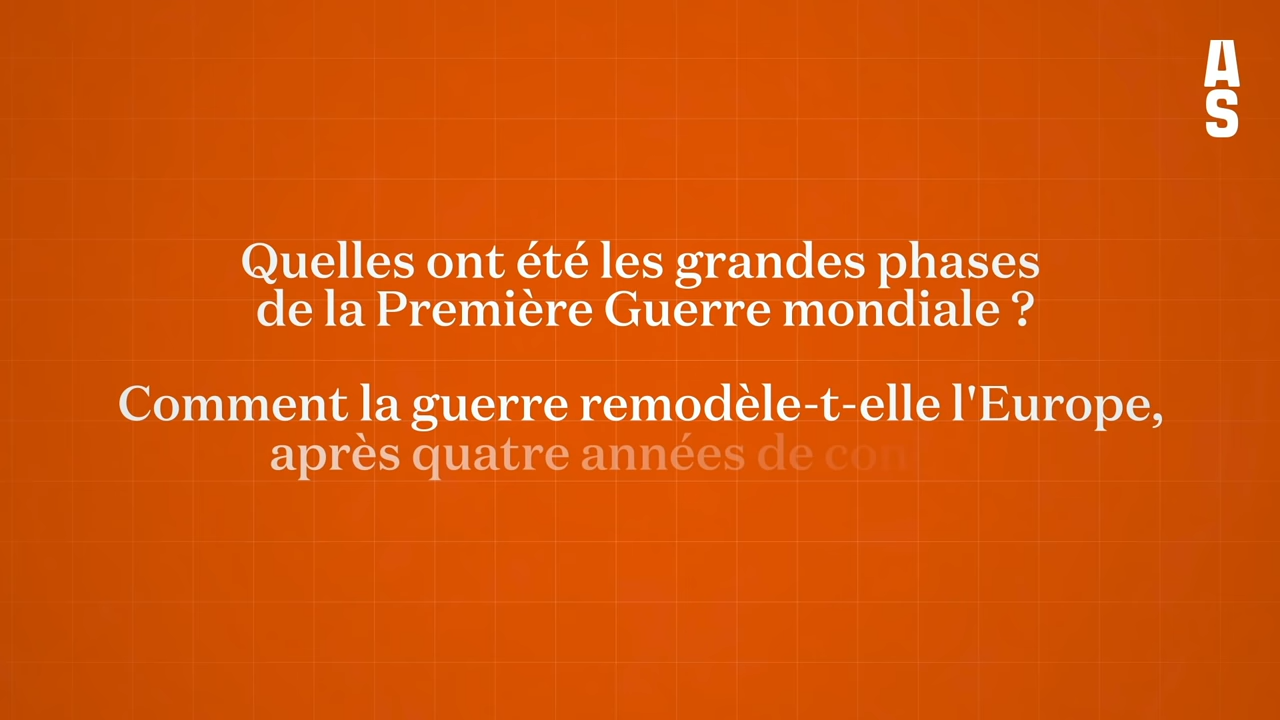 A
S
Quelles ont été les grandes phases
de la Première Guerre mondiale ?
Comment la guerre remodèle-t-elle l'Europe,
après quatre années de